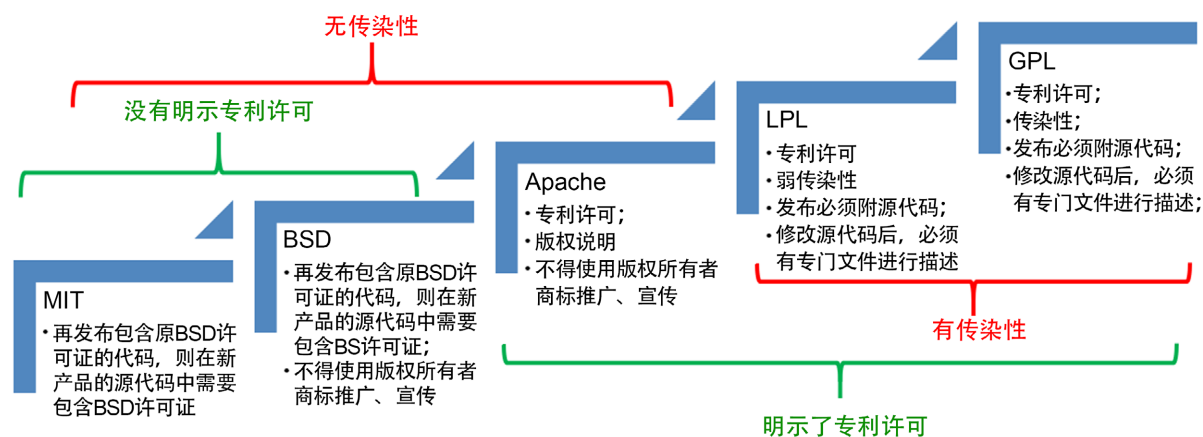 无传染性
没有明示专利许可
MIT
•再发布包含原BSD许
可证的代码，则在新
产品的源代码中需要
包含BSD许可证
BSD
•再发布包含原BSD许
可证的代码，则在新
产品的源代码中需要
包含BS许可证；
•不得使用版权所有者
商标推广、宣传
Apache
•专利许可；
•版权说明
•不得使用版权所有者
商标推广、宣传
LPL
•专利许可
•弱传染性
•发布必须附源代码；
•修改源代码后，必须
有专门文件进行描述
GPL
•专利许可；
•传染性；
•发布必须附源代码；
•修改源代码后，必须
有专门文件进行描述；
有传染性
明示了专利许可